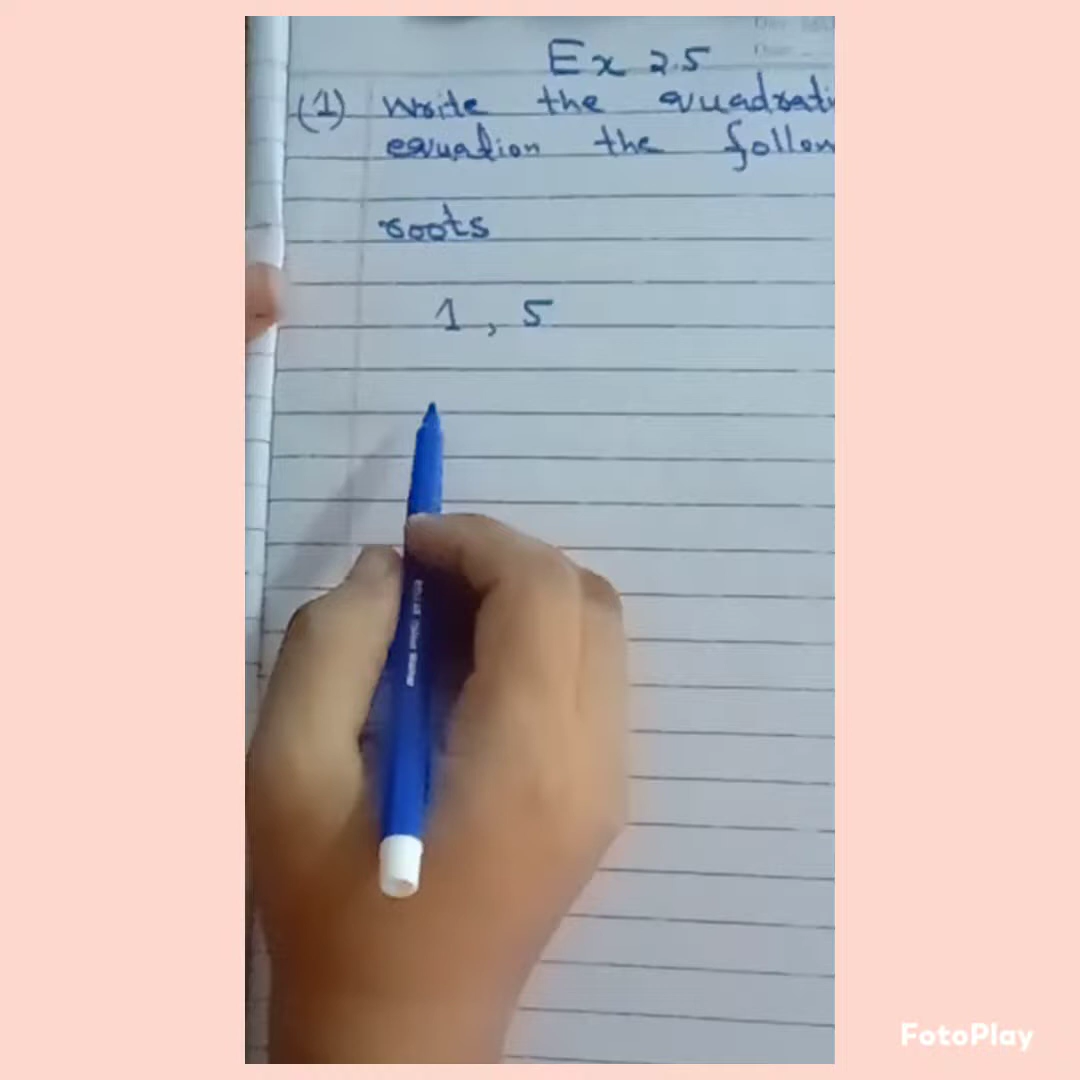 Ex 2.5
(1) Write the quadrati
equation the follow
roots
1, 5
FotoPlay